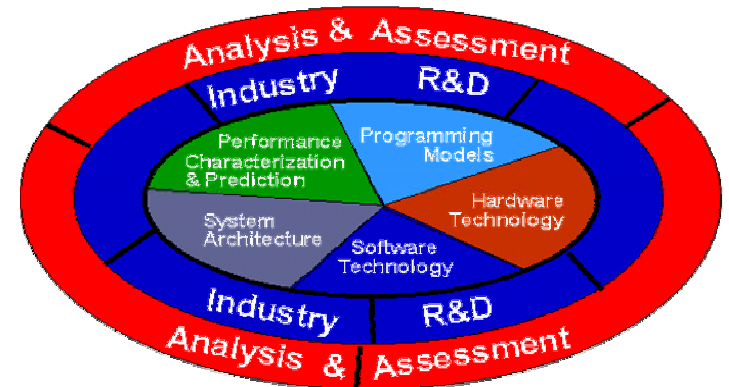 Analysis & Assessment
Industry R&D
Performance
Characterization
& Prediction
Programming
Models
Hardware
Technology
System
Architecture
Software
Technology
Industry R&D
Analysis & Assessment